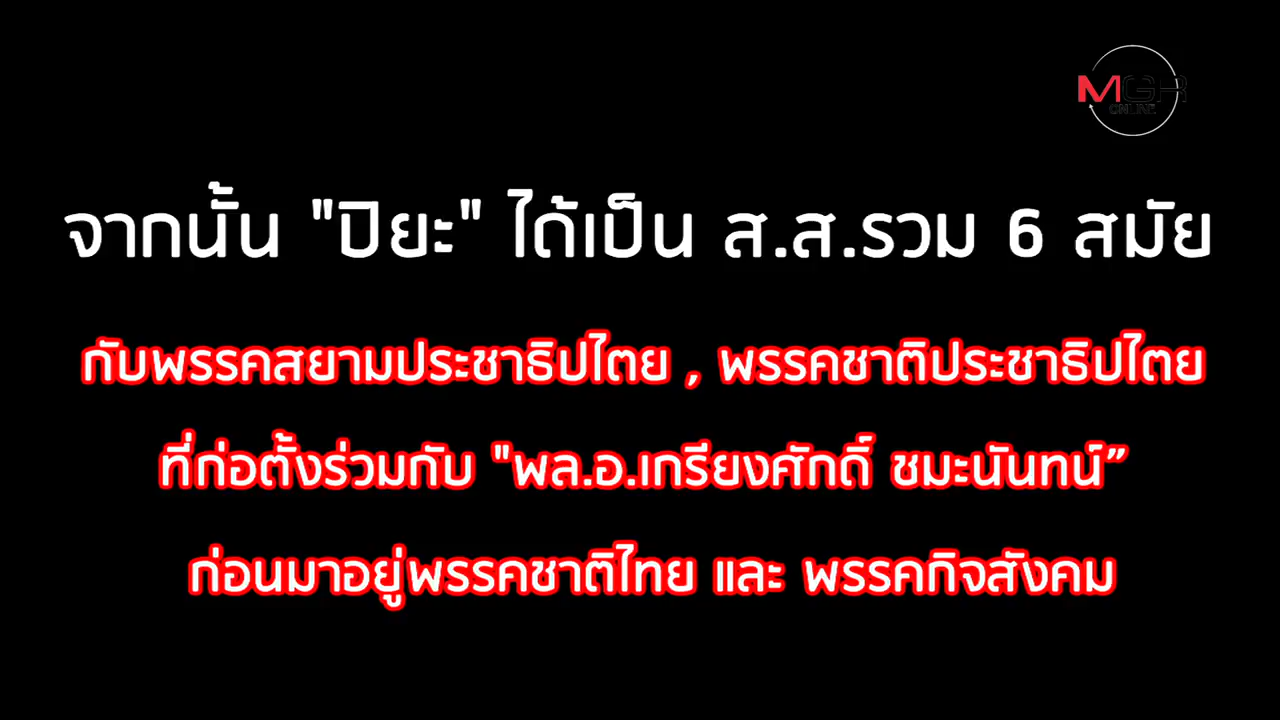 MGR
ONLINE
จากนั้น "ปิยะ" ได้เป็น ส.ส.รวม 6 สมัย
กับพรรคสยามประชาธิปไตย , พรรคชาติประชาธิปไตย
ที่ก่อตั้งร่วมกับ "พล.อ.เกรียงศักดิ์ ชมะนันทน์”
ก่อนมาอยู่พรรคชาติไทย และ พรรคกิจสังคม